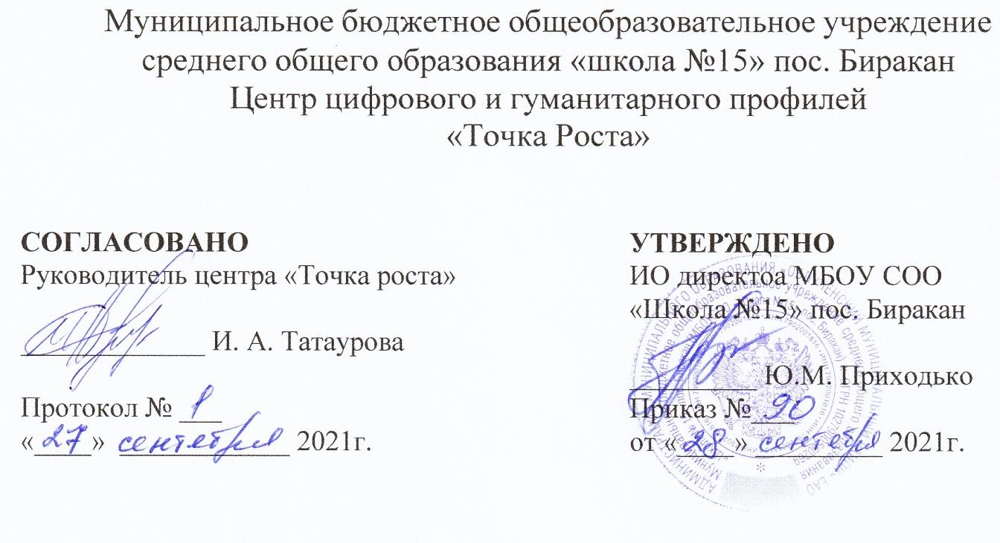 Муниципальное бюджетное общеобразовательное учреждение
среднего общего образования «школа №15» пос. Биракан
Центр цифрового и гуманитарного профилей
«Точка Роста»
СОГЛАСОВАНО
Руководитель центра «Точка роста»
И. А. Татаурова
Протокол № 1
«27» сентября 2021г.
УТВЕРЖДЕНО
ИО директоа МБОУ СОО
«Школа №15» пос. Биракан
Ю.М. Приходько
Приказ № 90
от «28» сентября 2021г.